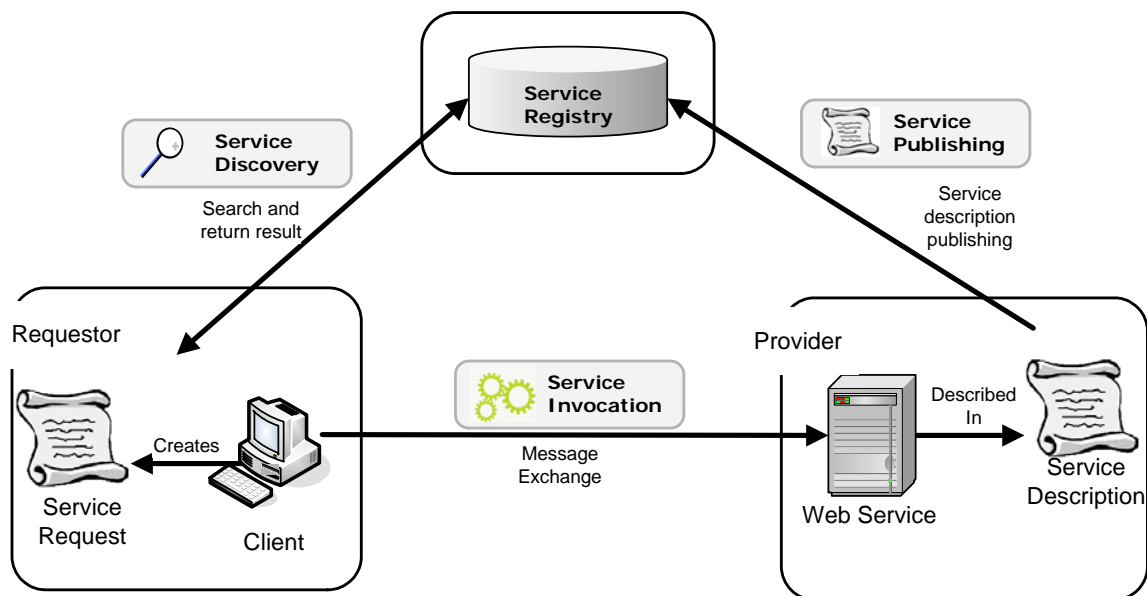 Service
Registry
Service
Discovery
Search and
return result
Service
Publishing
Service
description
publishing
Requestor
Creates
Service
Request
Client
Service
Invocation
Message
Exchange
Provider
Described
In
Web Service
Service
Description